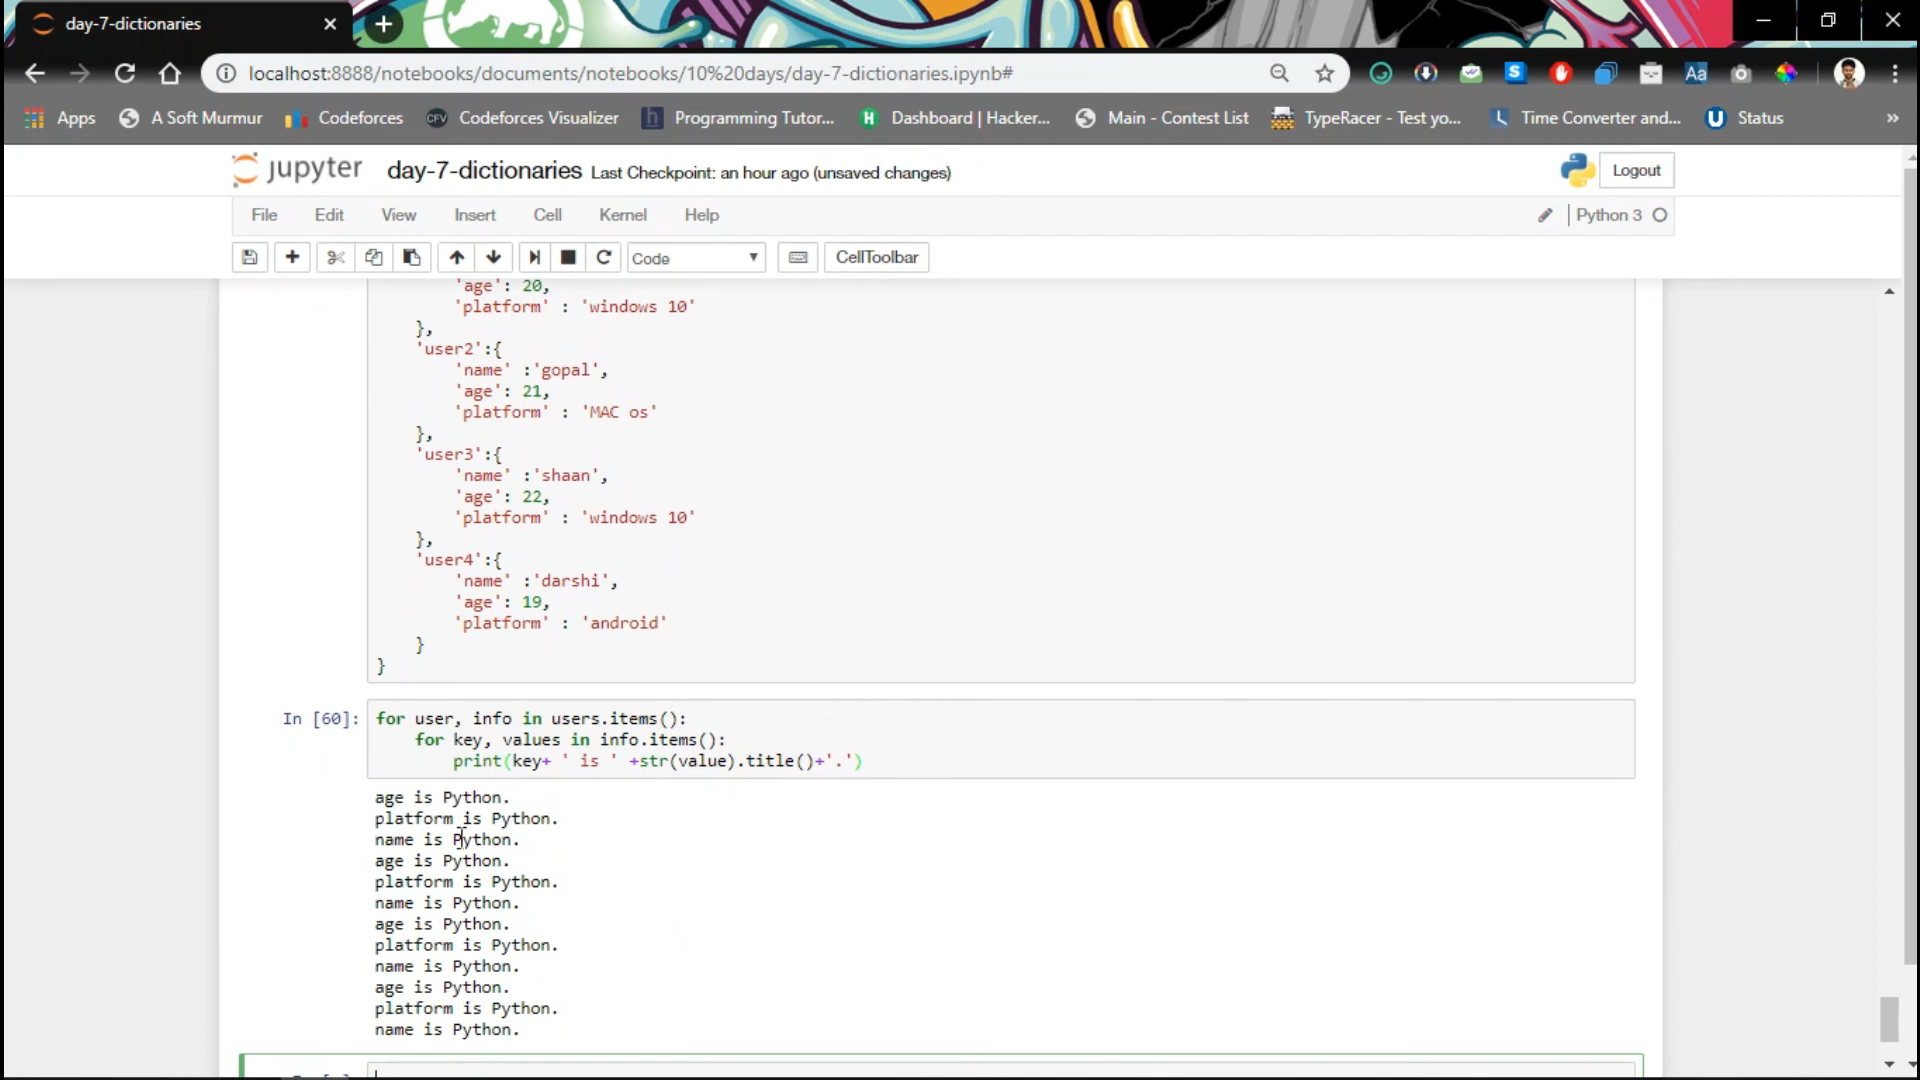 day-7-dictionaries
localhost:8888/notebooks/documents/notebooks/10%20days/day-7-dictionaries.ipynb#
Apps A Soft Murmur Codeforces CFV Codeforces Visualizer h Programming Tutor... H Dashboard | Hacker... Main - Contest List TypeRacer - Test yo... Time Converter and... U Status »
jupyter day-7-dictionaries Last Checkpoint: an hour ago (unsaved changes) Logout
File Edit View Insert Cell Kernel Help Python 3
Code CellToolbar
'age': 20,
'platform' : 'windows 10'
},
'user2':{
'name' :'gopal',
'age': 21,
'platform' : 'MAC os'
},
'user3':{
'name' :'shaan',
'age': 22,
'platform' : 'windows 10'
},
'user4':{
'name' :'darshi',
'age': 19,
'platform' : 'android'
}
}
In [60]: for user, info in users.items():
for key, values in info.items():
print(key+ ' is ' +str(value).title()+'.')
age is Python.
platform is Python.
name is Python.
age is Python.
platform is Python.
name is Python.
age is Python.
platform is Python.
name is Python.
age is Python.
platform is Python.
name is Python.